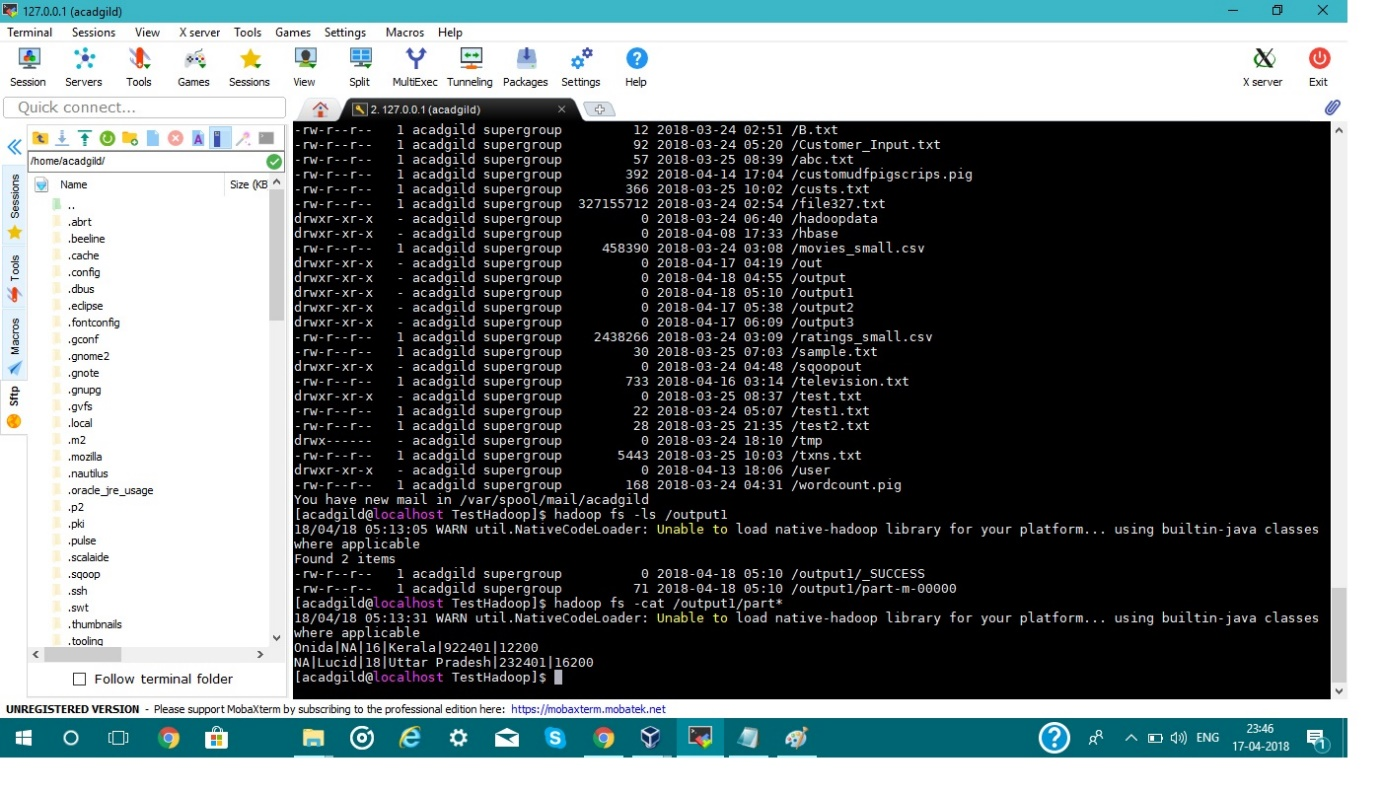 127.0.0.1 (acadgild)
Terminal Sessions View X server Tools Games Settings Macros Help
Session Servers Tools Games Sessions View Split MultiExec Tunneling Packages Settings Help X server Exit
Quick connect...
2. 127.0.0.1 (acadgild)
/home/acadgild/
Name Size (KB
..
.abrt
.beeline
.cache
.config
.dbus
.eclipse
.fontconfig
.gconf
.gnome2
.gnote
.gnupg
.gvfs
.local
.m2
.mozilla
.nautilus
.oracle_jre_usage
.p2
.pki
.pulse
.scalaide
.sqoop
.ssh
.swt
.thumbnails
.tooling
Sessions
Tools
Macros
Sftp
Follow terminal folder
-rw-r--r-- 1 acadgild supergroup 12 2018-03-24 02:51 /B.txt
-rw-r--r-- 1 acadgild supergroup 92 2018-03-24 05:20 /Customer_Input.txt
-rw-r--r-- 1 acadgild supergroup 57 2018-03-25 08:39 /abc.txt
-rw-r--r-- 1 acadgild supergroup 392 2018-04-14 17:04 /customudfpigscrips.pig
-rw-r--r-- 1 acadgild supergroup 366 2018-03-25 10:02 /custs.txt
-rw-r--r-- 1 acadgild supergroup 327155712 2018-03-24 02:54 /file327.txt
drwxr-xr-x - acadgild supergroup 0 2018-03-24 06:40 /hadoopdata
drwxr-xr-x - acadgild supergroup 0 2018-04-08 17:33 /hbase
-rw-r--r-- 1 acadgild supergroup 458390 2018-03-24 03:08 /movies_small.csv
drwxr-xr-x - acadgild supergroup 0 2018-04-17 04:19 /out
drwxr-xr-x - acadgild supergroup 0 2018-04-18 04:55 /output
drwxr-xr-x - acadgild supergroup 0 2018-04-18 05:10 /output1
drwxr-xr-x - acadgild supergroup 0 2018-04-17 05:38 /output2
drwxr-xr-x - acadgild supergroup 0 2018-04-17 06:09 /output3
-rw-r--r-- 1 acadgild supergroup 2438266 2018-03-24 03:09 /ratings_small.csv
-rw-r--r-- 1 acadgild supergroup 30 2018-03-25 07:03 /sample.txt
drwxr-xr-x - acadgild supergroup 0 2018-03-24 04:48 /sqoopout
-rw-r--r-- 1 acadgild supergroup 733 2018-04-16 03:14 /television.txt
drwxr-xr-x - acadgild supergroup 0 2018-03-25 08:37 /test.txt
-rw-r--r-- 1 acadgild supergroup 22 2018-03-24 05:07 /test1.txt
-rw-r--r-- 1 acadgild supergroup 28 2018-03-25 21:35 /test2.txt
drwx------ - acadgild supergroup 0 2018-03-24 18:10 /tmp
-rw-r--r-- 1 acadgild supergroup 5443 2018-03-25 10:03 /txns.txt
drwxr-xr-x - acadgild supergroup 0 2018-04-13 18:06 /user
-rw-r--r-- 1 acadgild supergroup 168 2018-03-24 04:31 /wordcount.pig
You have new mail in /var/spool/mail/acadgild
[acadgild@localhost TestHadoop]$ hadoop fs -ls /output1
18/04/18 05:13:05 WARN util.NativeCodeLoader: Unable to load native-hadoop library for your platform... using builtin-java classes
where applicable
Found 2 items
-rw-r--r-- 1 acadgild supergroup 0 2018-04-18 05:10 /output1/_SUCCESS
-rw-r--r-- 1 acadgild supergroup 71 2018-04-18 05:10 /output1/part-m-00000
[acadgild@localhost TestHadoop]$ hadoop fs -cat /output1/part*
18/04/18 05:13:31 WARN util.NativeCodeLoader: Unable to load native-hadoop library for your platform... using builtin-java classes
where applicable
Onida|NA|16|Kerala|922401|12200
NA|Lucid|18|Uttar Pradesh|232401|16200
[acadgild@localhost TestHadoop]$
UNREGISTERED VERSION - Please support MobaXterm by subscribing to the professional edition here: https://mobaxterm.mobatek.net
ENG
23:46
17-04-2018